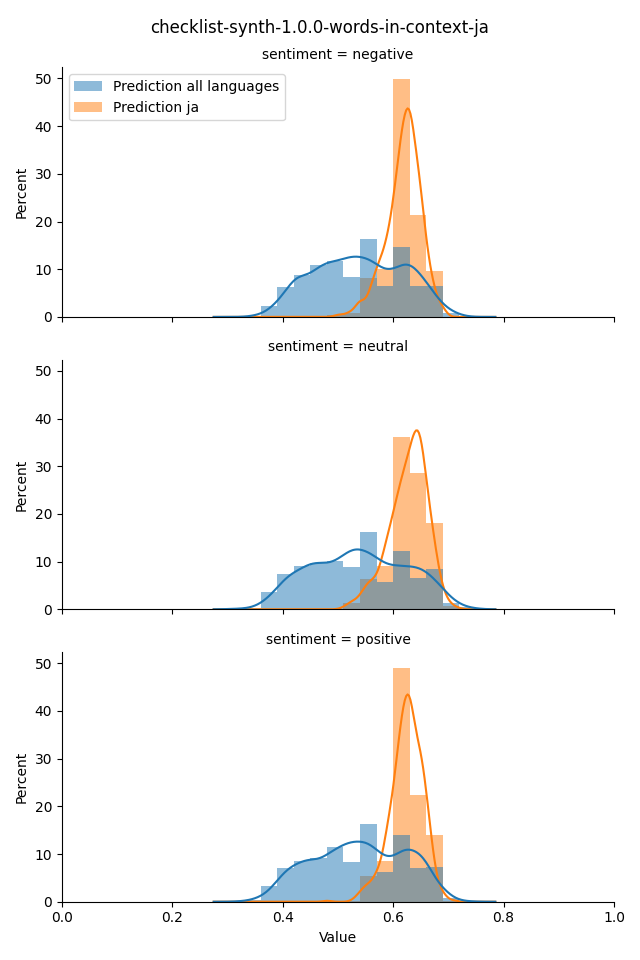 checklist-synth-1.0.0-words-in-context-ja
sentiment = negative
50
40
30
20
10
0
Percent
Prediction all languages
Prediction ja
sentiment = neutral
50
40
30
20
10
0
Percent
sentiment = positive
50
40
30
20
10
0
Percent
0.0 0.2 0.4 0.6 0.8 1.0
Value